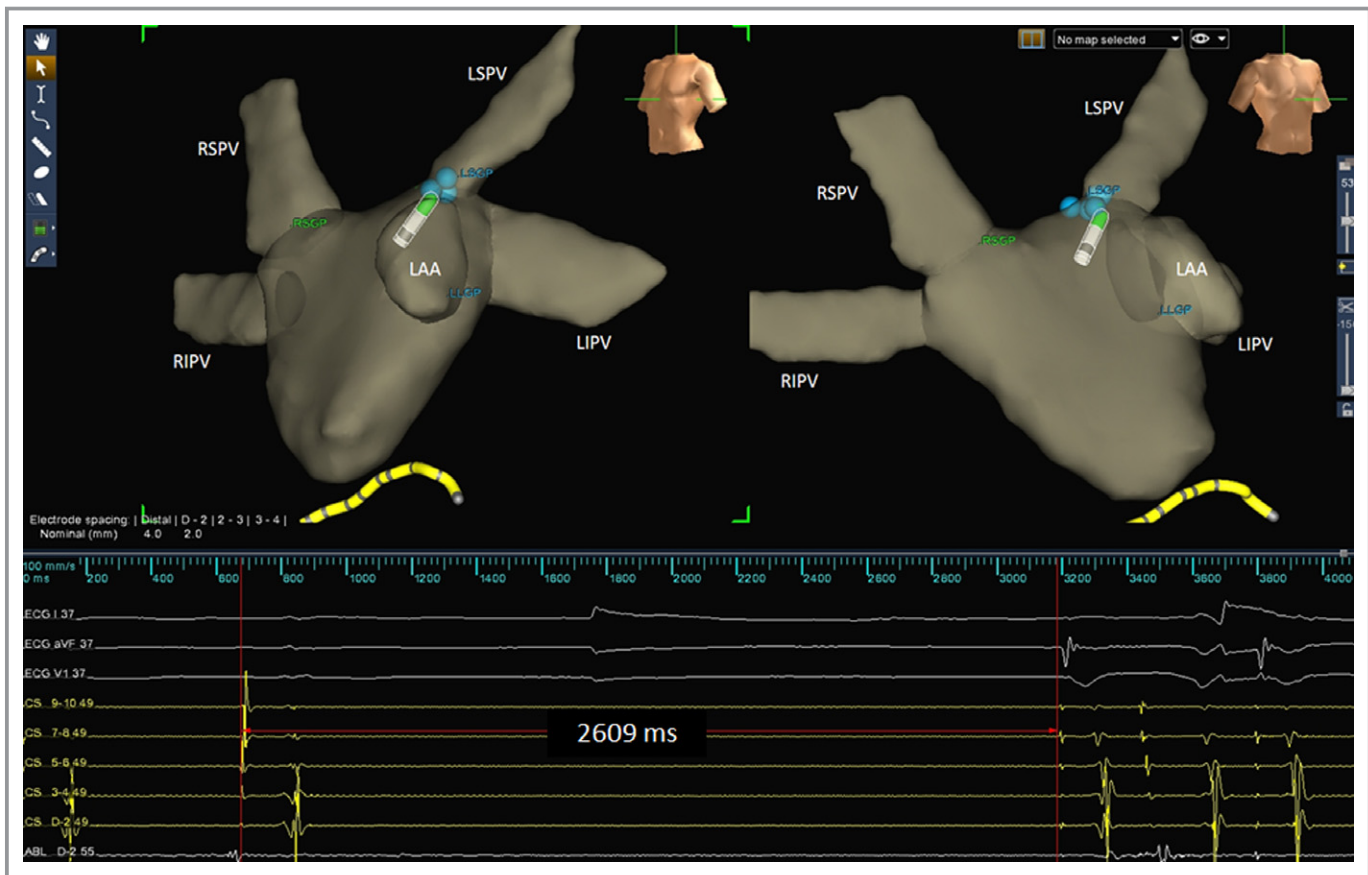 No map selected
LSPV
LSPV
RSPV
LSGP
RSPV
LSGP
53
RSGP
RSGP
LAA
LAA
LLGP
LLGP
RIPV
LIPV
LIPV
RIPV
Electrode spacing: | Distal | D - 2 | 2 - 3 | 3 - 4 |
Nominal (mm) 4.0 2.0
100 mm/s
0 ms 200 400 600 800 1000 1200 1400 1600 1800 2000 2200 2400 2600 2800 3000 3200 3400 3600 3800 4000
ECG I 37
ECG aVF 37
ECG V1 37
CS 9-10 49
CS 7-8 49
2609 ms
CS 5-6 49
CS 3-4 49
CS D-2 49
ABL D-2 55